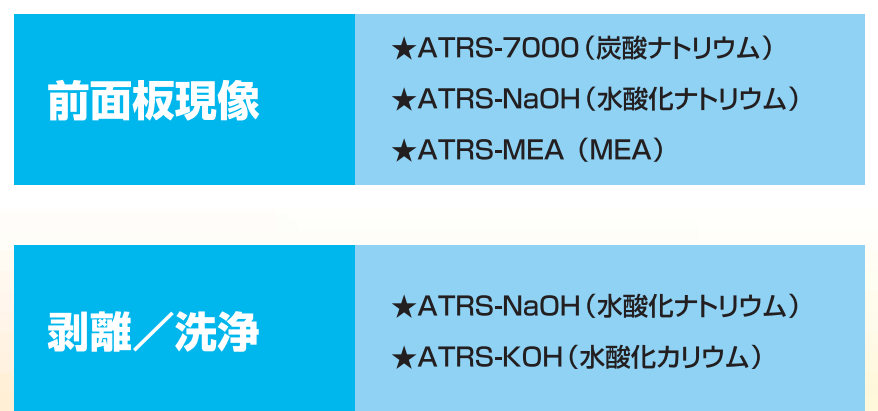 前面板現像
★ATRS-7000（炭酸ナトリウム）
★ATRS-NaOH（水酸化ナトリウム）
★ATRS-MEA（MEA）
剥離／洗浄
★ATRS-NaOH（水酸化ナトリウム）
★ATRS-KOH（水酸化カリウム）